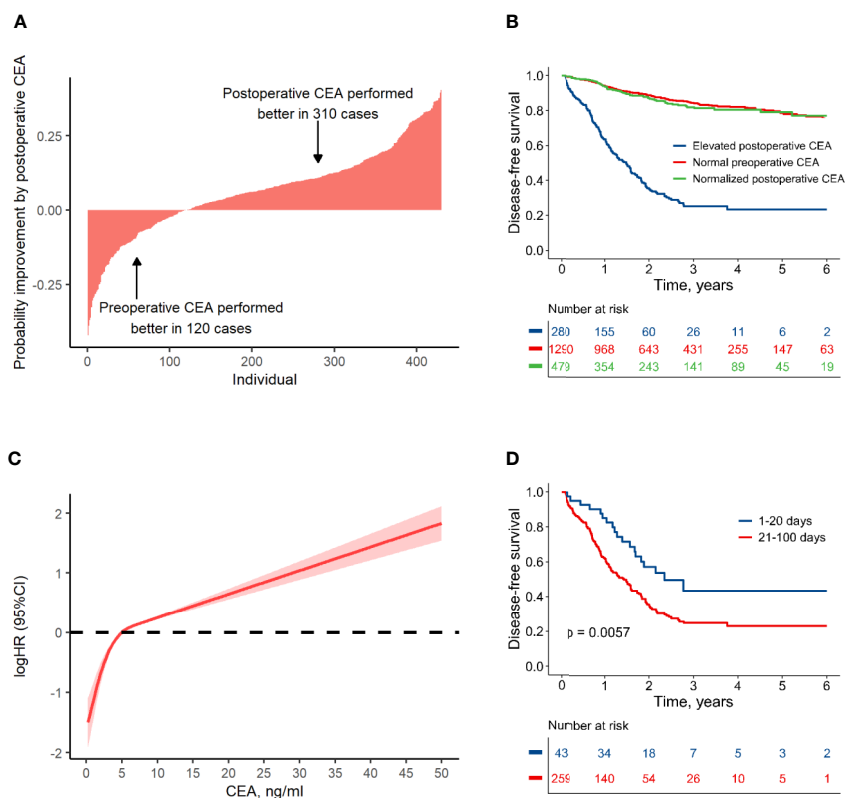 A
Probability improvement by postoperative CEA
0.25
0.00
-0.25
Postoperative CEA performed
better in 310 cases
Preoperative CEA performed
better in 120 cases
0 100 200 300 400
Individual
B
Disease-free survival
1.0
0.8
0.6
0.4
0.2
0.0
Elevated postoperative CEA
Normal preoperative CEA
Normalized postoperative CEA
0 1 2 3 4 5 6
Time, years
Number at risk
280 155 60 26 11 6 2
1290 968 643 431 255 147 63
479 354 243 141 89 45 19
C
logHR (95%CI)
2
1
0
-1
-2
0 5 10 15 20 25 30 35 40 45 50
CEA, ng/ml
D
Disease-free survival
1.0
0.8
0.6
0.4
0.2
0.0
1-20 days
21-100 days
p = 0.0057
0 1 2 3 4 5 6
Time, years
Number at risk
43 34 18 7 5 3 2
259 140 54 26 10 5 1